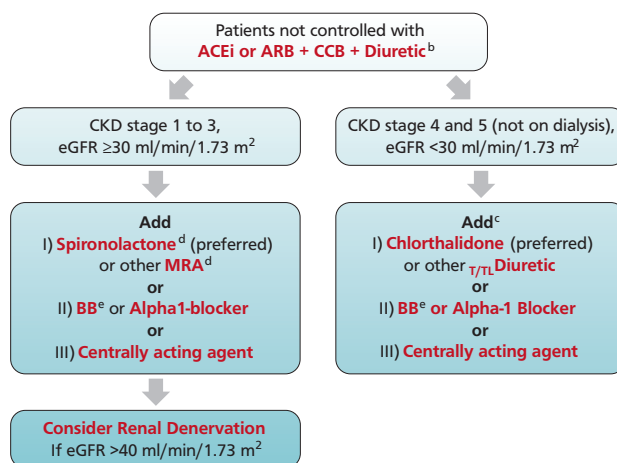 Patients not controlled with
ACEi or ARB + CCB + Diuretic^b
CKD stage 1 to 3,
eGFR ≥30 ml/min/1.73 m²
CKD stage 4 and 5 (not on dialysis),
eGFR <30 ml/min/1.73 m²
Add
I) Spironolactone^d (preferred)
or other MRA^d
or
II) BB^e or Alpha1-blocker
or
III) Centrally acting agent
Add^c
I) Chlorthalidone (preferred)
or other T/TL Diuretic
or
II) BB^e or Alpha-1 Blocker
or
III) Centrally acting agent
Consider Renal Denervation
If eGFR >40 ml/min/1.73 m²